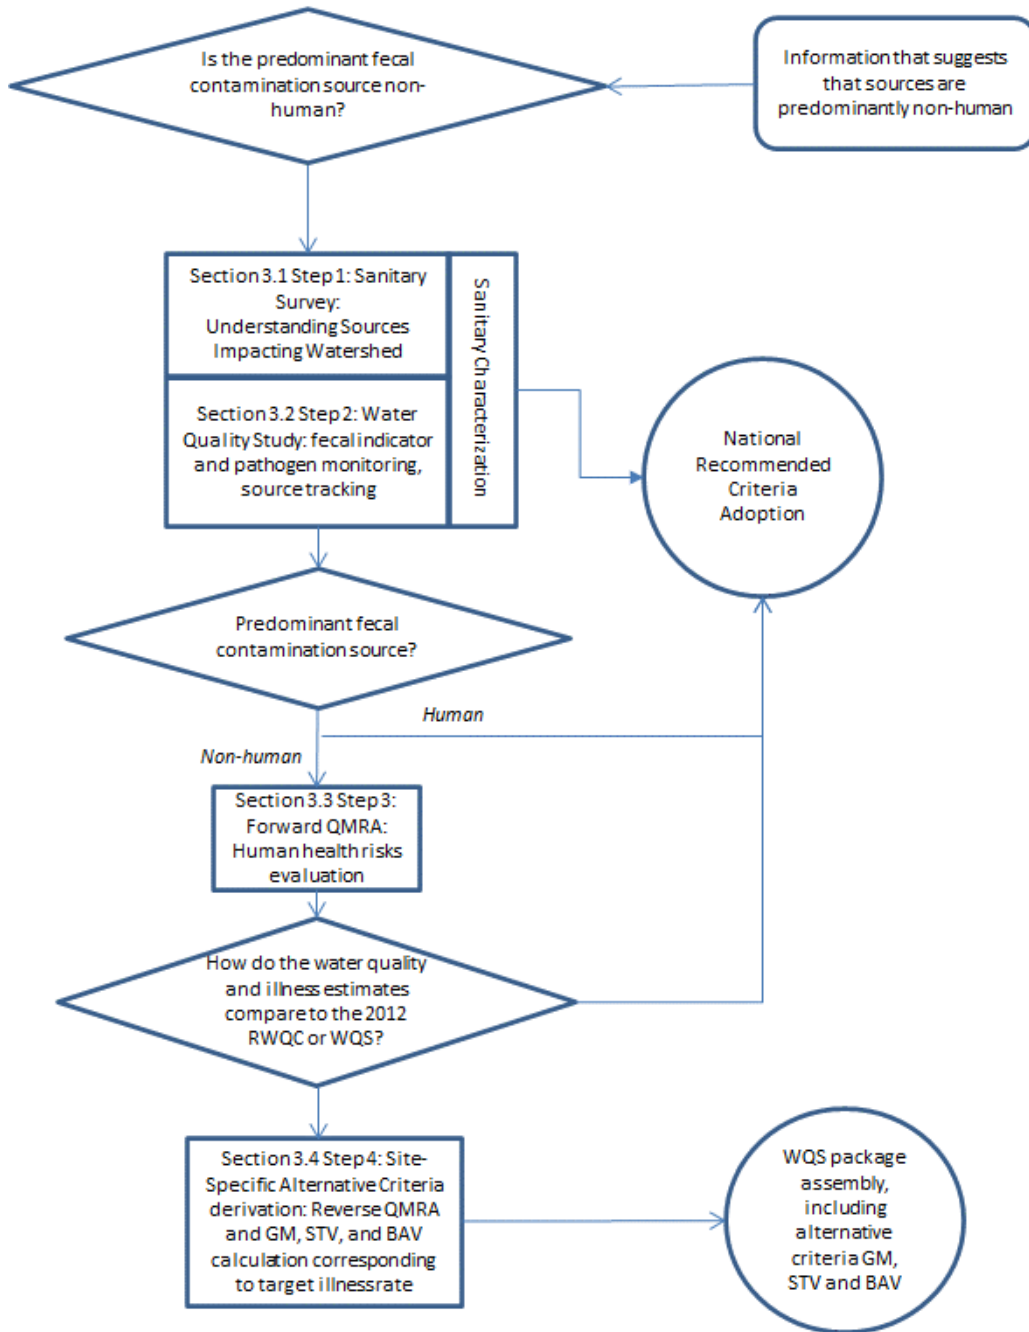 Is the predominant fecal
contamination source non-
human?
Information that suggests
that sources are
predominantly non-human
Section 3.1 Step 1: Sanitary
Survey:
Understanding Sources
Impacting Watershed
Sanitary Characterization
Section 3.2 Step 2: Water
Quality Study: fecal indicator
and pathogen monitoring,
source tracking
National
Recommended
Criteria
Adoption
Predominant fecal
contamination source?
Human
Non-human
Section 3.3 Step 3:
Forward QMRA:
Human health risks
evaluation
How do the water quality
and illness estimates
compare to the 2012
RWQC or WQS?
Section 3.4 Step 4: Site-
Specific Alternative Criteria
derivation: Reverse QMRA
and GM, STV, and BAV
calculation corresponding
to target illness rate
WQS package
assembly,
including
alternative
criteria GM,
STV and BAV